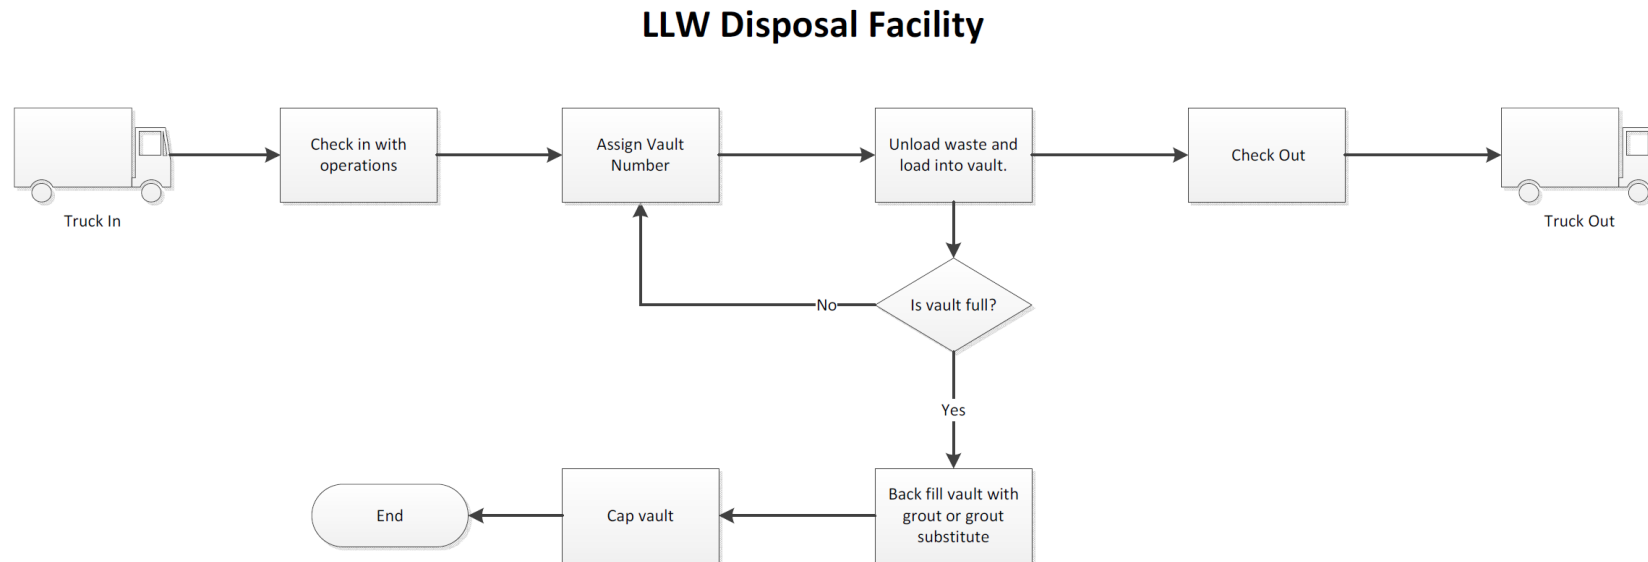 LLW Disposal Facility
Check in with
operations
Assign Vault
Number
Unload waste and
load into vault.
Check Out
Truck In
Truck Out
No
Is vault full?
Yes
End
Cap vault
Back fill vault with
grout or grout
substitute